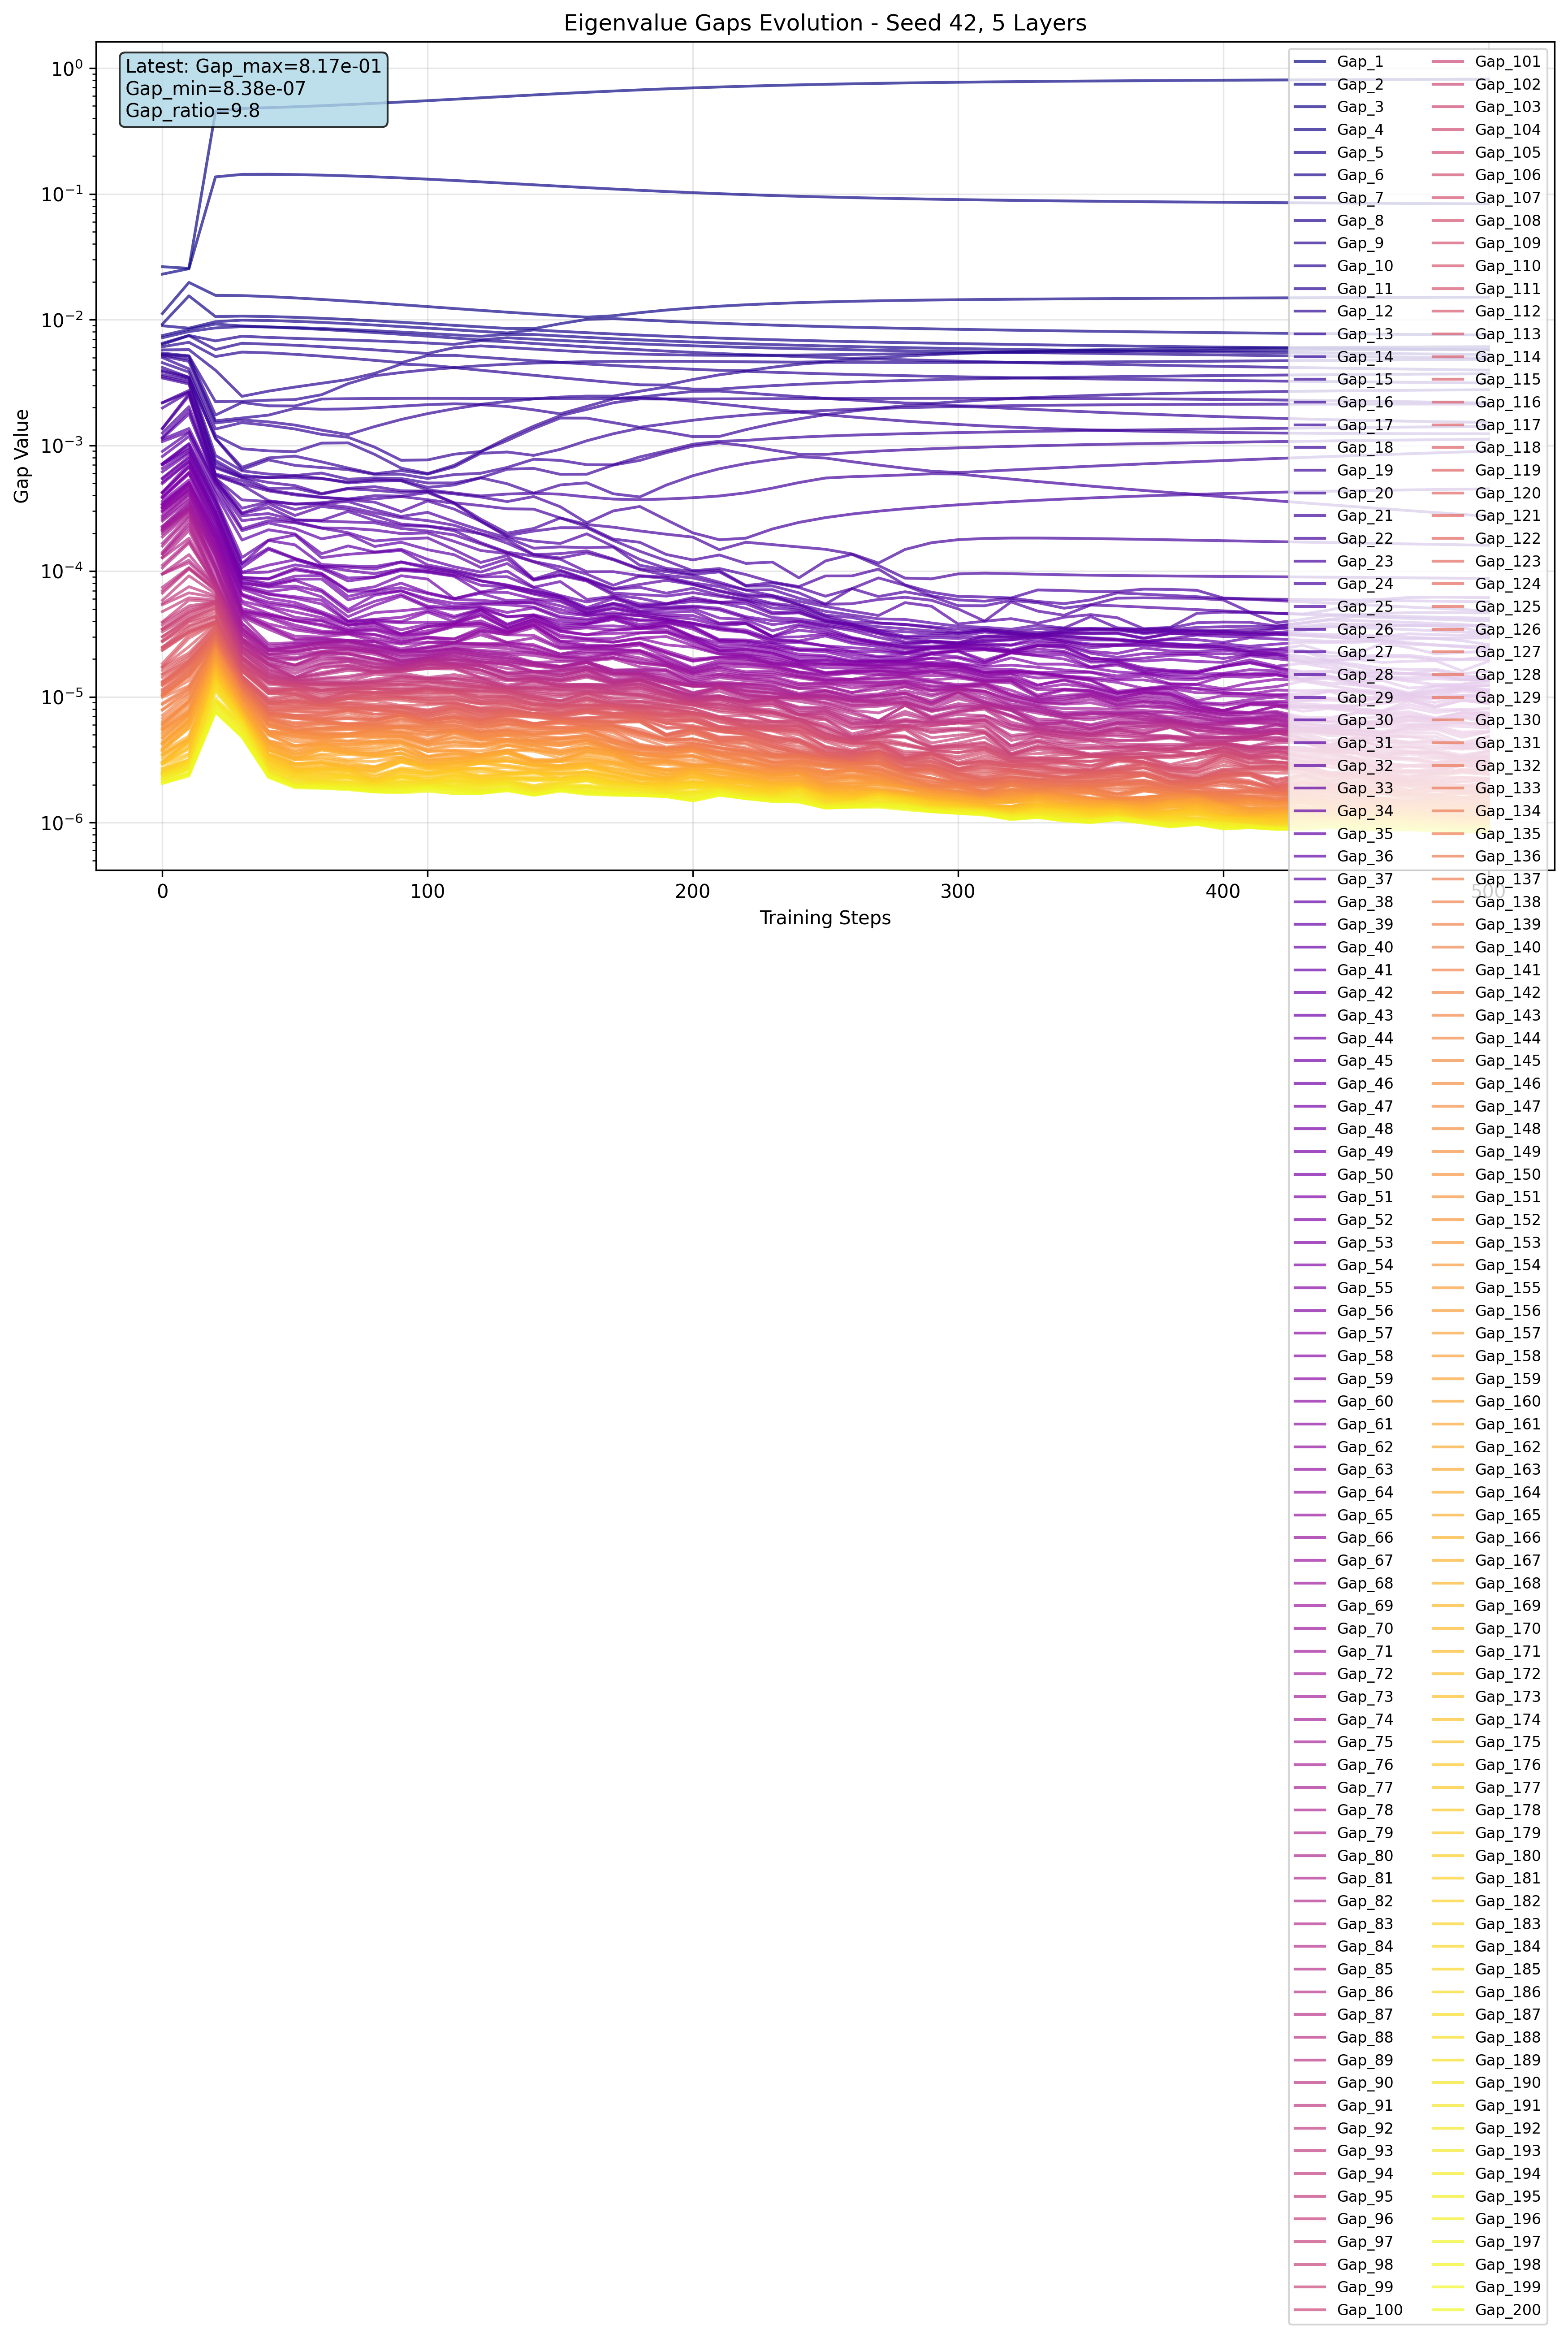 Eigenvalue Gaps Evolution - Seed 42, 5 Layers
Latest: Gap_max=8.17e-01
Gap_min=8.38e-07
Gap_ratio=9.8
Gap Value
10⁰
10⁻¹
10⁻²
10⁻³
10⁻⁴
10⁻⁵
10⁻⁶
0
100
200
300
400
500
Training Steps
Gap_1
Gap_2
Gap_3
Gap_4
Gap_5
Gap_6
Gap_7
Gap_8
Gap_9
Gap_10
Gap_11
Gap_12
Gap_13
Gap_14
Gap_15
Gap_16
Gap_17
Gap_18
Gap_19
Gap_20
Gap_21
Gap_22
Gap_23
Gap_24
Gap_25
Gap_26
Gap_27
Gap_28
Gap_29
Gap_30
Gap_31
Gap_32
Gap_33
Gap_34
Gap_35
Gap_36
Gap_37
Gap_38
Gap_39
Gap_40
Gap_41
Gap_42
Gap_43
Gap_44
Gap_45
Gap_46
Gap_47
Gap_48
Gap_49
Gap_50
Gap_51
Gap_52
Gap_53
Gap_54
Gap_55
Gap_56
Gap_57
Gap_58
Gap_59
Gap_60
Gap_61
Gap_62
Gap_63
Gap_64
Gap_65
Gap_66
Gap_67
Gap_68
Gap_69
Gap_70
Gap_71
Gap_72
Gap_73
Gap_74
Gap_75
Gap_76
Gap_77
Gap_78
Gap_79
Gap_80
Gap_81
Gap_82
Gap_83
Gap_84
Gap_85
Gap_86
Gap_87
Gap_88
Gap_89
Gap_90
Gap_91
Gap_92
Gap_93
Gap_94
Gap_95
Gap_96
Gap_97
Gap_98
Gap_99
Gap_100
Gap_101
Gap_102
Gap_103
Gap_104
Gap_105
Gap_106
Gap_107
Gap_108
Gap_109
Gap_110
Gap_111
Gap_112
Gap_113
Gap_114
Gap_115
Gap_116
Gap_117
Gap_118
Gap_119
Gap_120
Gap_121
Gap_122
Gap_123
Gap_124
Gap_125
Gap_126
Gap_127
Gap_128
Gap_129
Gap_130
Gap_131
Gap_132
Gap_133
Gap_134
Gap_135
Gap_136
Gap_137
Gap_138
Gap_139
Gap_140
Gap_141
Gap_142
Gap_143
Gap_144
Gap_145
Gap_146
Gap_147
Gap_148
Gap_149
Gap_150
Gap_151
Gap_152
Gap_153
Gap_154
Gap_155
Gap_156
Gap_157
Gap_158
Gap_159
Gap_160
Gap_161
Gap_162
Gap_163
Gap_164
Gap_165
Gap_166
Gap_167
Gap_168
Gap_169
Gap_170
Gap_171
Gap_172
Gap_173
Gap_174
Gap_175
Gap_176
Gap_177
Gap_178
Gap_179
Gap_180
Gap_181
Gap_182
Gap_183
Gap_184
Gap_185
Gap_186
Gap_187
Gap_188
Gap_189
Gap_190
Gap_191
Gap_192
Gap_193
Gap_194
Gap_195
Gap_196
Gap_197
Gap_198
Gap_199
Gap_200